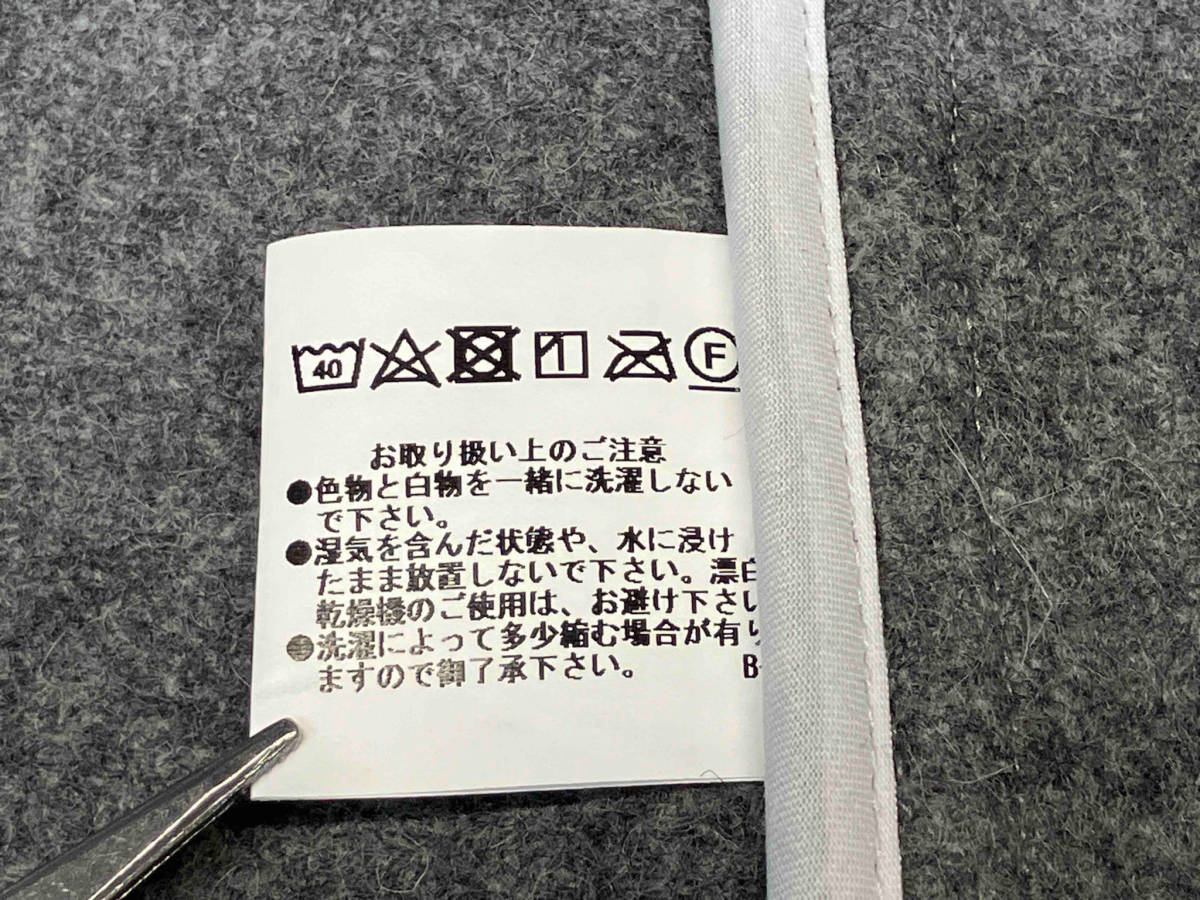 40 F
お取り扱い上のご注意
●色物と白物を一緒に洗濯しない
で下さい。
●湿気を含んだ状態や、水に浸け
たまま放置しないで下さい。漂白
乾燥機のご使用は、お避け下さい
●洗濯によって多少縮む場合が有り
ますので御了承下さい。
B-